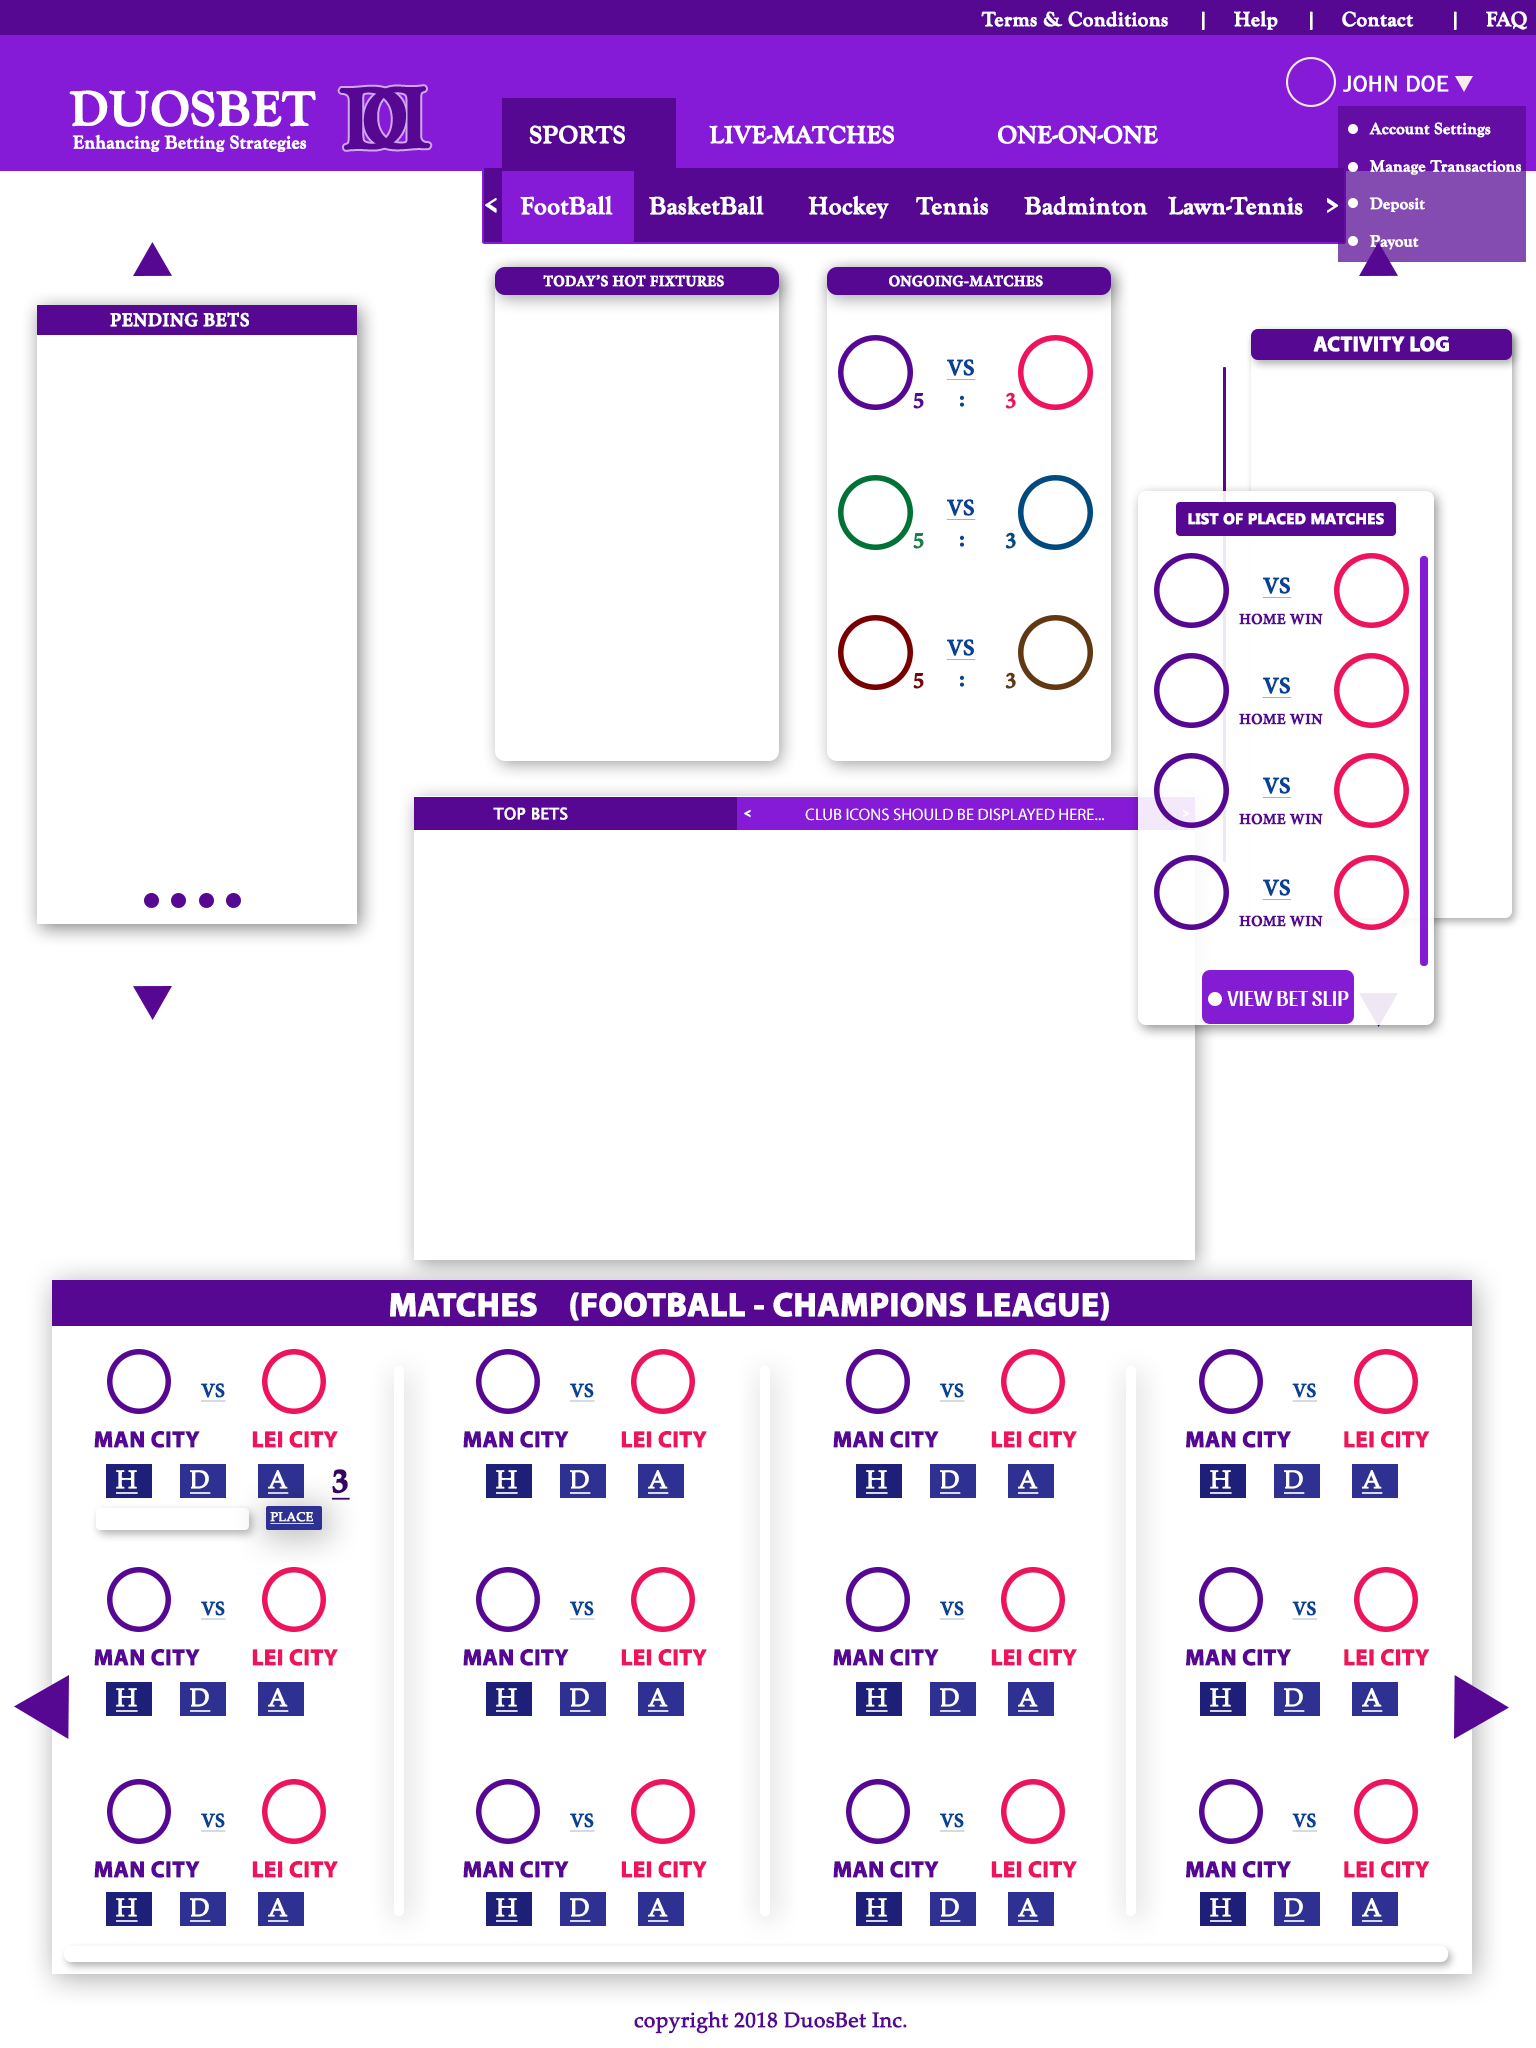 Terms & Conditions | Help | Contact | FAQ
JOHN DOE
DUOSBET
Enhancing Betting Strategies
SPORTS LIVE-MATCHES ONE-ON-ONE
Account Settings
Manage Transactions
Deposit
Payout
< FootBall BasketBall Hockey Tennis Badminton Lawn-Tennis >
TODAY'S HOT FIXTURES
ONGOING-MATCHES
PENDING BETS
ACTIVITY LOG
VS
5 : 3
VS
5 : 3
VS
5 : 3
LIST OF PLACED MATCHES
VS
HOME WIN
VS
HOME WIN
VS
HOME WIN
VS
HOME WIN
VIEW BET SLIP
TOP BETS < CLUB ICONS SHOULD BE DISPLAYED HERE... >
MATCHES (FOOTBALL - CHAMPIONS LEAGUE)
VS VS VS VS
MAN CITY LEI CITY MAN CITY LEI CITY MAN CITY LEI CITY MAN CITY LEI CITY
H D A 3 H D A H D A H D A
PLACE
VS VS VS VS
MAN CITY LEI CITY MAN CITY LEI CITY MAN CITY LEI CITY MAN CITY LEI CITY
H D A H D A H D A H D A
VS VS VS VS
MAN CITY LEI CITY MAN CITY LEI CITY MAN CITY LEI CITY MAN CITY LEI CITY
H D A H D A H D A H D A
copyright 2018 DuosBet Inc.